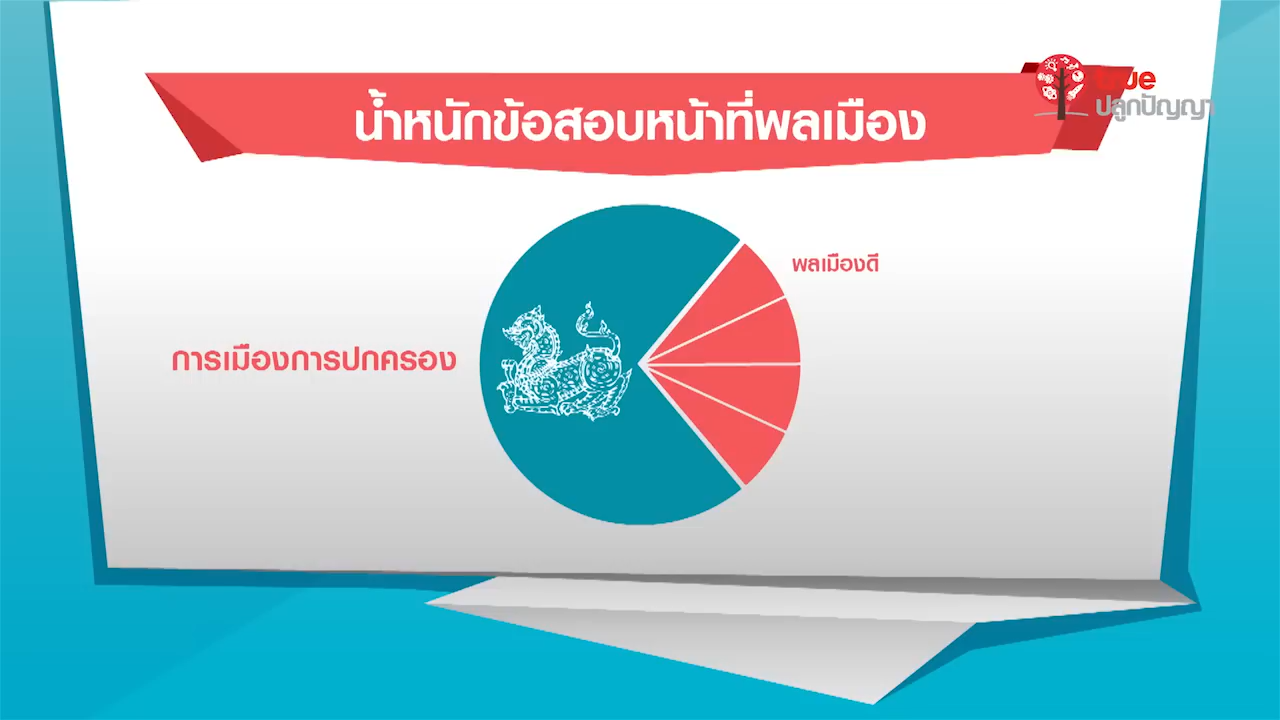 น้ำหนักข้อสอบหน้าที่พลเมือง
true
ปลูกปัญญา
พลเมืองดี
การเมืองการปกครอง